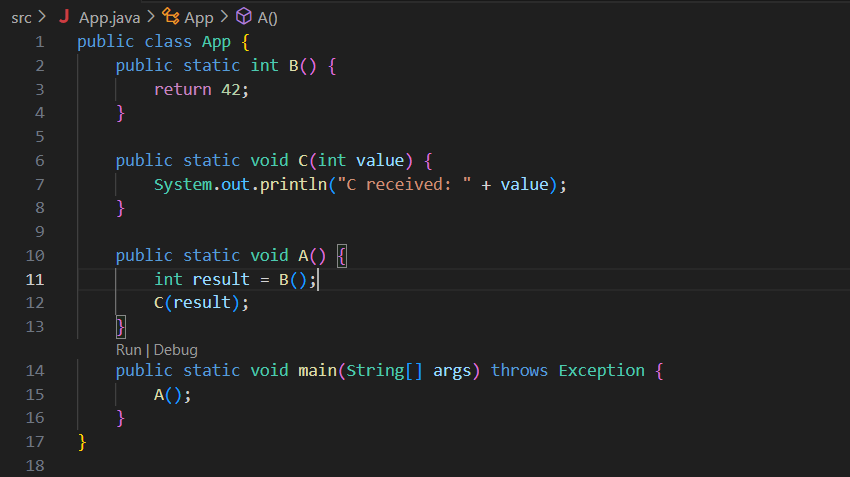 src > J App.java > App > A()
1 public class App {
2     public static int B() {
3         return 42;
4     }
5
6     public static void C(int value) {
7         System.out.println("C received: " + value);
8     }
9
10     public static void A() {
11         int result = B();
12         C(result);
13     }
Run | Debug
14     public static void main(String[] args) throws Exception {
15         A();
16     }
17 }
18